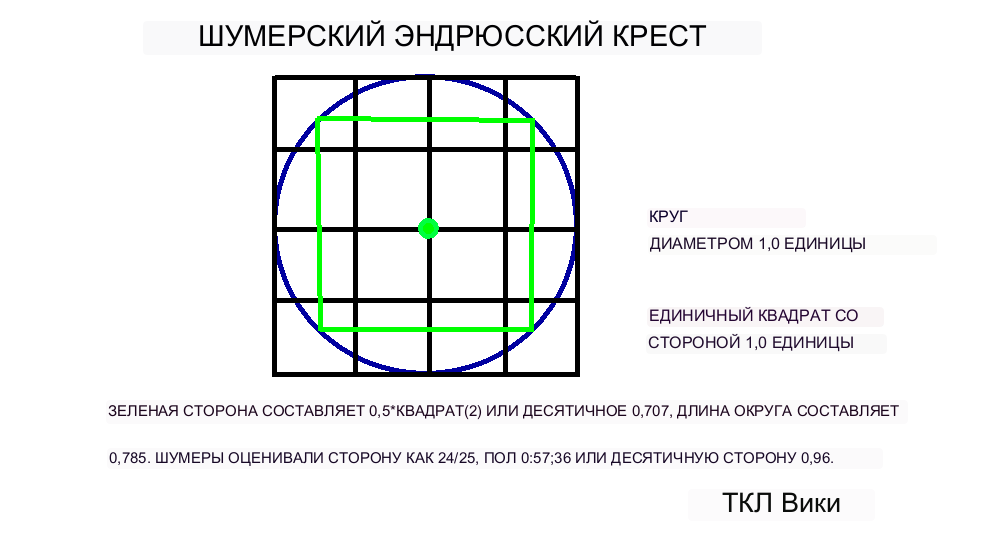 ШУМЕРСКИЙ ЭНДРЮССКИЙ КРЕСТ
КРУГ
ДИАМЕТРОМ 1,0 ЕДИНИЦЫ
ЕДИНИЧНЫЙ КВАДРАТ СО
СТОРОНОЙ 1,0 ЕДИНИЦЫ
ЗЕЛЕНАЯ СТОРОНА СОСТАВЛЯЕТ 0,5*КВАДРАТ(2) ИЛИ ДЕСЯТИЧНОЕ 0,707, ДЛИНА ОКРУГА СОСТАВЛЯЕТ
0,785. ШУМЕРЫ ОЦЕНИВАЛИ СТОРОНУ КАК 24/25, ПОЛ 0:57;36 ИЛИ ДЕСЯТИЧНУЮ СТОРОНУ 0,96.
ТКЛ Вики